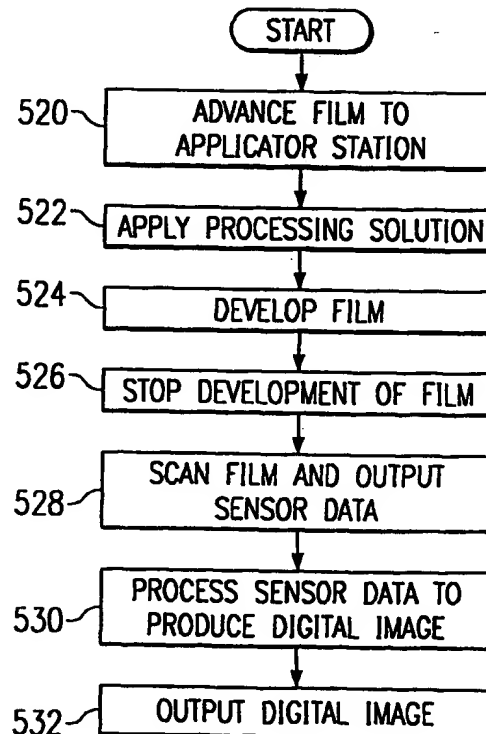 START
520
ADVANCE FILM TO
APPLICATOR STATION
522
APPLY PROCESSING SOLUTION
524
DEVELOP FILM
526
STOP DEVELOPMENT OF FILM
528
SCAN FILM AND OUTPUT
SENSOR DATA
530
PROCESS SENSOR DATA TO
PRODUCE DIGITAL IMAGE
532
OUTPUT DIGITAL IMAGE